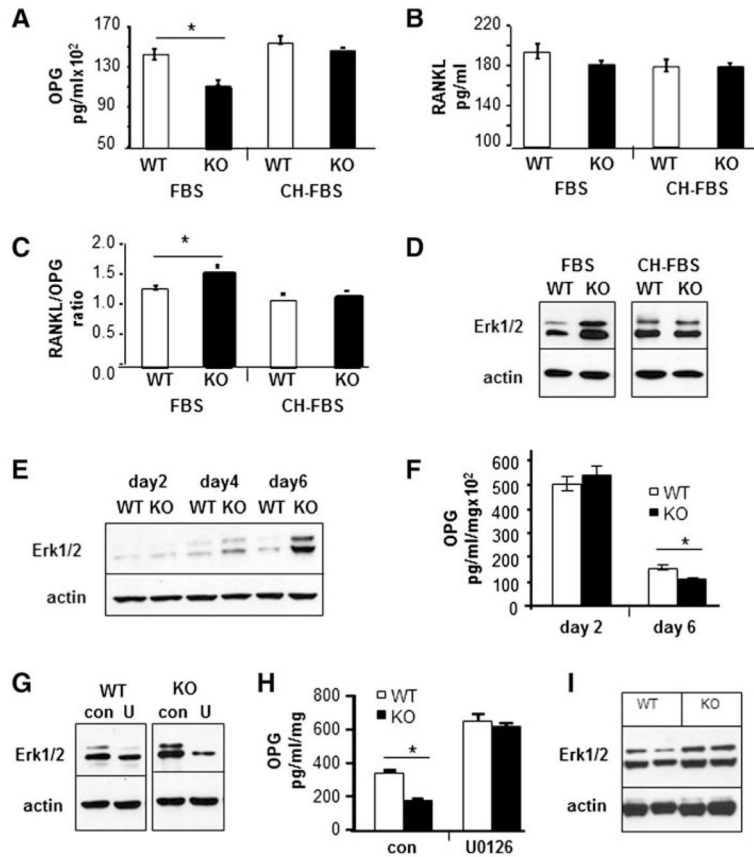 A
OPG
pg/mlx10²
170
130
90
50
*
WT KO WT KO
FBS CH-FBS
B
RANKL
pg/ml
220
180
140
100
WT KO WT KO
FBS CH-FBS
C
RANKL/OPG
ratio
2.0
1.5
1.0
0.5
0.0
*
WT KO WT KO
FBS CH-FBS
D
FBS CH-FBS
WT KO WT KO
Erk1/2
actin
E
day2 day4 day6
WT KO WT KO WT KO
Erk1/2
actin
F
OPG
pg/ml/mgx10²
600
500
400
300
200
100
0
WT
KO
*
day 2 day 6
G
WT KO
con U con U
Erk1/2
actin
H
OPG
pg/ml/mg
800
600
400
200
0
WT
KO
*
con U0126
I
WT KO
Erk1/2
actin